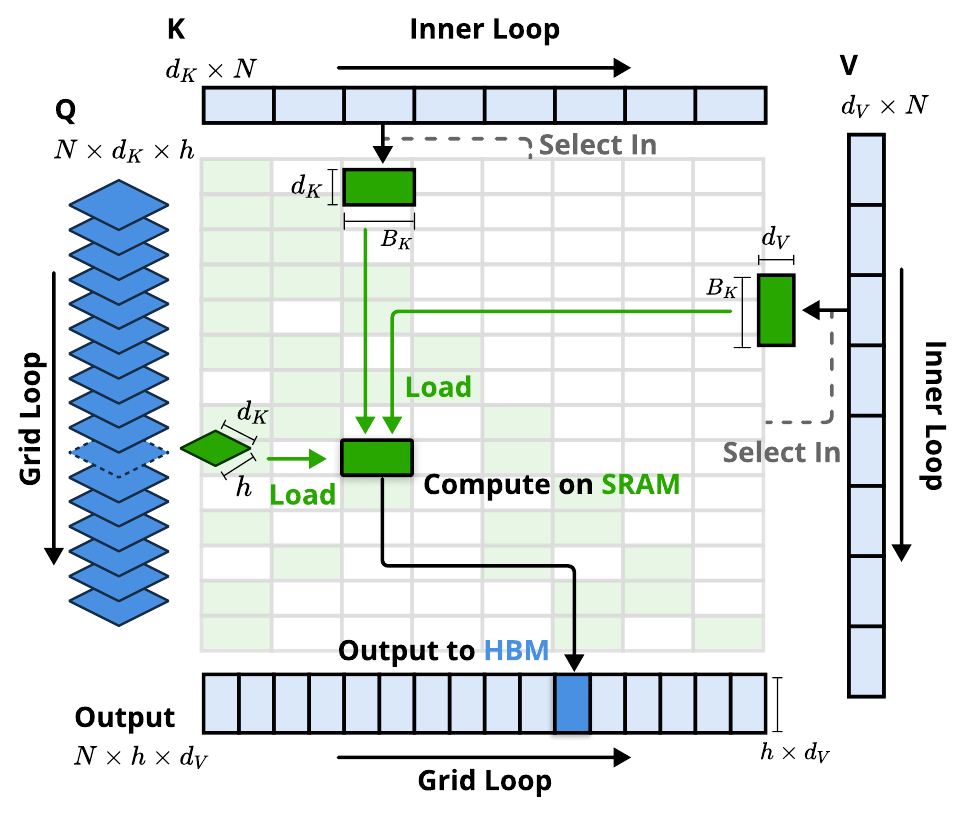 K
Inner Loop
d_K × N
V
d_V × N
Q
N × d_K × h
Select In
d_K
B_K
d_V
B_K
Grid Loop
Inner Loop
Load
d_K
h
Load
Select In
Compute on SRAM
Output to HBM
Output
N × h × d_V
h × d_V
Grid Loop